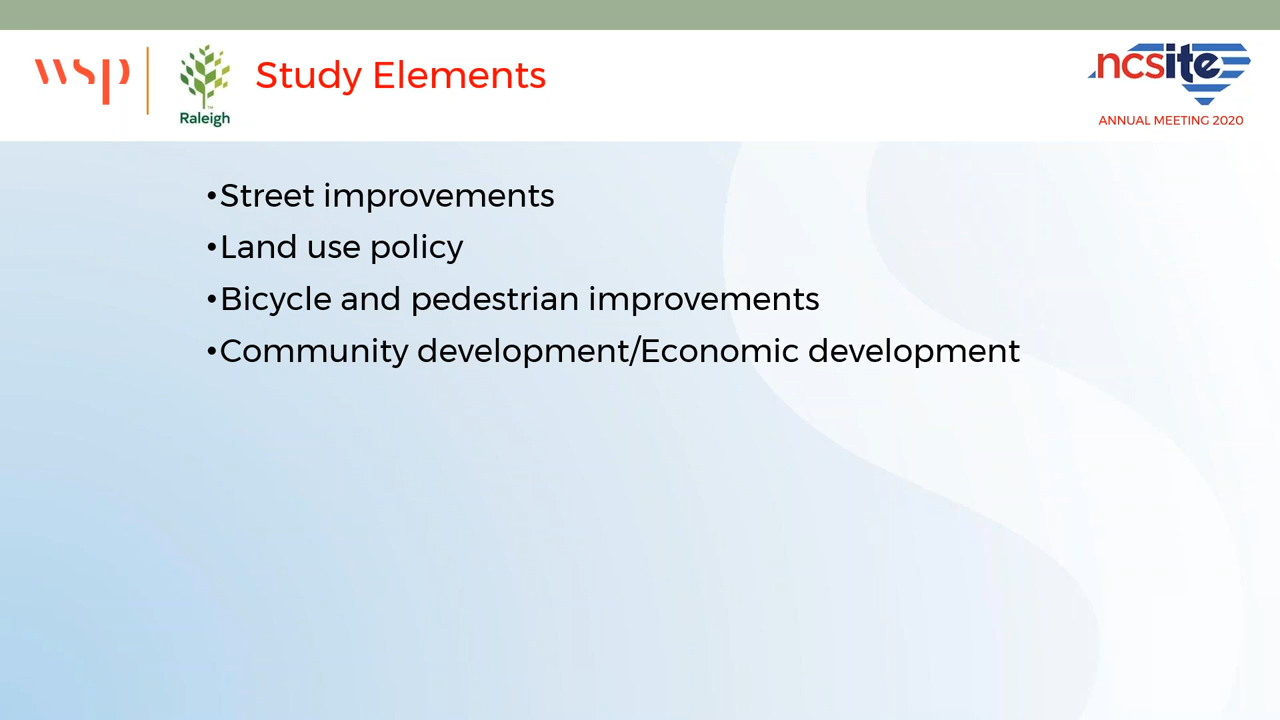 wsp
Raleigh
Study Elements
ncsite
ANNUAL MEETING 2020
•Street improvements
•Land use policy
•Bicycle and pedestrian improvements
•Community development/Economic development